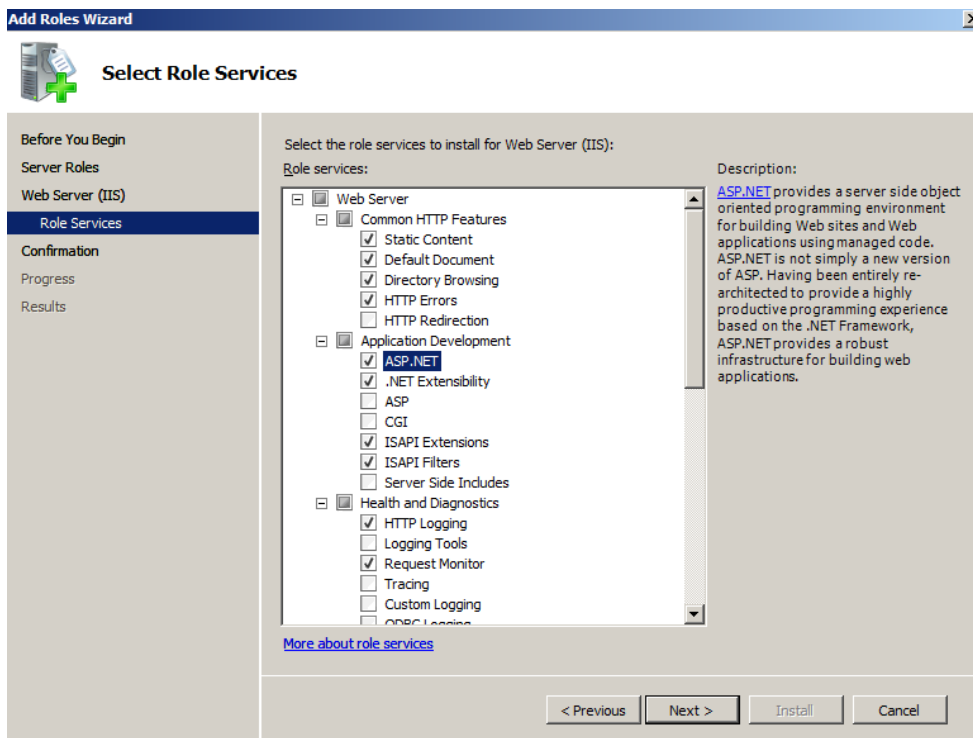 Add Roles Wizard
Select Role Services
Before You Begin
Server Roles
Web Server (IIS)
Role Services
Confirmation
Progress
Results
Select the role services to install for Web Server (IIS):
Role services:
Web Server
Common HTTP Features
Static Content
Default Document
Directory Browsing
HTTP Errors
HTTP Redirection
Application Development
ASP.NET
.NET Extensibility
ASP
CGI
ISAPI Extensions
ISAPI Filters
Server Side Includes
Health and Diagnostics
HTTP Logging
Logging Tools
Request Monitor
Tracing
Custom Logging
ODBC Logging
More about role services
Description:
ASP.NET provides a server side object
oriented programming environment
for building Web sites and Web
applications using managed code.
ASP.NET is not simply a new version
of ASP. Having been entirely re-
architected to provide a highly
productive programming experience
based on the .NET Framework,
ASP.NET provides a robust
infrastructure for building web
applications.
< Previous
Next >
Install
Cancel